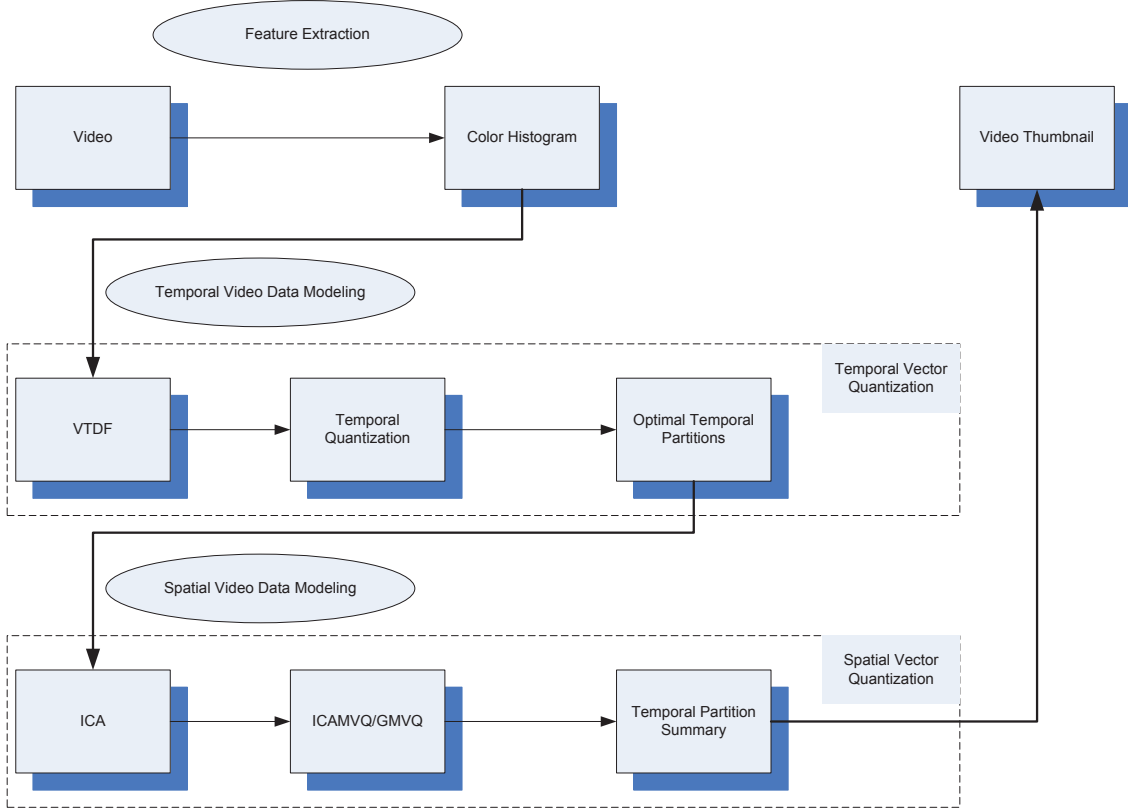 Feature Extraction
Video
Color Histogram
Video Thumbnail
Temporal Video Data Modeling
Temporal Vector
Quantization
VTDF
Temporal
Quantization
Optimal Temporal
Partitions
Spatial Video Data Modeling
Spatial Vector
Quantization
ICA
ICAMVQ/GMVQ
Temporal Partition
Summary